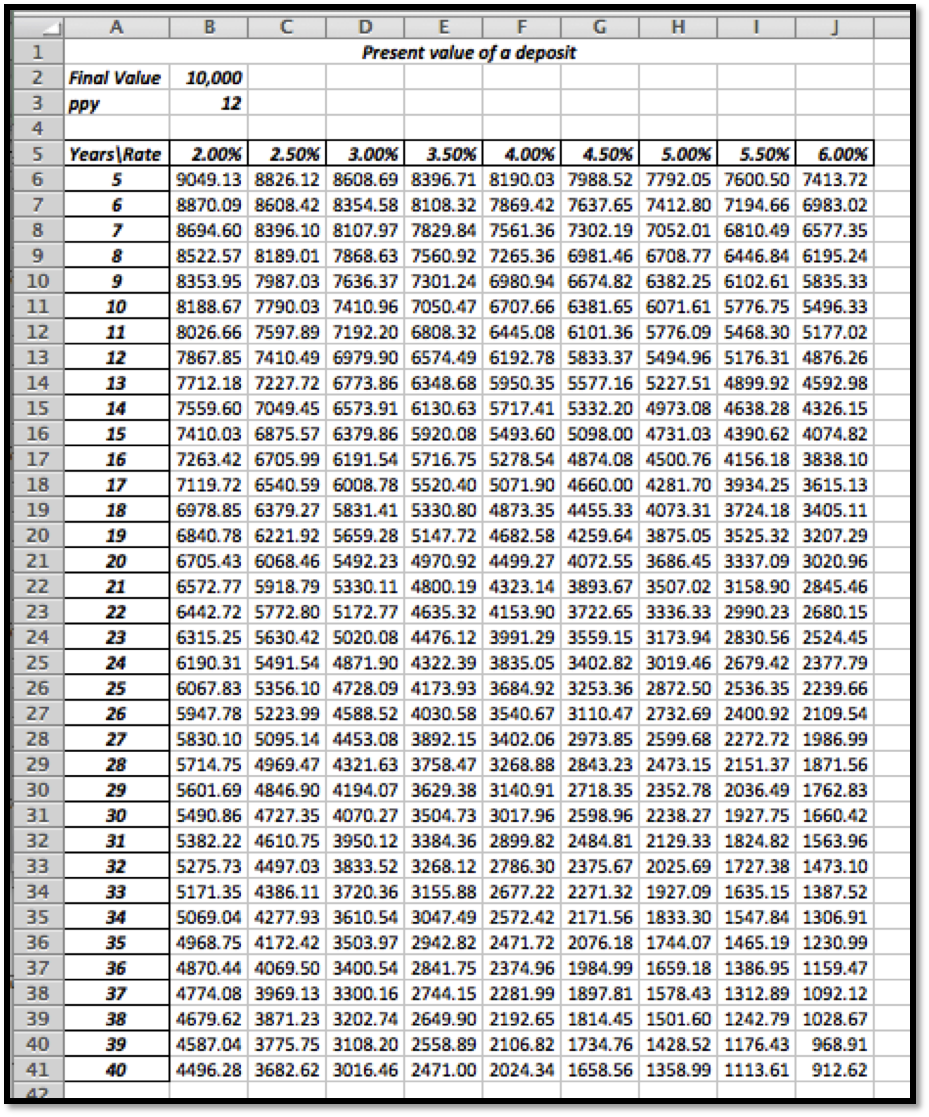 A B C D E F G H I J
1 Present value of a deposit
2 Final Value 10,000
3 ppy 12
4
5 Years\Rate 2.00% 2.50% 3.00% 3.50% 4.00% 4.50% 5.00% 5.50% 6.00%
6 5 9049.13 8826.12 8608.69 8396.71 8190.03 7988.52 7792.05 7600.50 7413.72
7 6 8870.09 8608.42 8354.58 8108.32 7869.42 7637.65 7412.80 7194.66 6983.02
8 7 8694.60 8396.10 8107.97 7829.84 7561.36 7302.19 7052.01 6810.49 6577.35
9 8 8522.57 8189.01 7868.63 7560.92 7265.36 6981.46 6708.77 6446.84 6195.24
10 9 8353.95 7987.03 7636.37 7301.24 6980.94 6674.82 6382.25 6102.61 5835.33
11 10 8188.67 7790.03 7410.96 7050.47 6707.66 6381.65 6071.61 5776.75 5496.33
12 11 8026.66 7597.89 7192.20 6808.32 6445.08 6101.36 5776.09 5468.30 5177.02
13 12 7867.85 7410.49 6979.90 6574.49 6192.78 5833.37 5494.96 5176.31 4876.26
14 13 7712.18 7227.72 6773.86 6348.68 5950.35 5577.16 5227.51 4899.92 4592.98
15 14 7559.60 7049.45 6573.91 6130.63 5717.41 5332.20 4973.08 4638.28 4326.15
16 15 7410.03 6875.57 6379.86 5920.08 5493.60 5098.00 4731.03 4390.62 4074.82
17 16 7263.42 6705.99 6191.54 5716.75 5278.54 4874.08 4500.76 4156.18 3838.10
18 17 7119.72 6540.59 6008.78 5520.40 5071.90 4660.00 4281.70 3934.25 3615.13
19 18 6978.85 6379.27 5831.41 5330.80 4873.35 4455.33 4073.31 3724.18 3405.11
20 19 6840.78 6221.92 5659.28 5147.72 4682.58 4259.64 3875.05 3525.32 3207.29
21 20 6705.43 6068.46 5492.23 4970.92 4499.27 4072.55 3686.45 3337.09 3020.96
22 21 6572.77 5918.79 5330.11 4800.19 4323.14 3893.67 3507.02 3158.90 2845.46
23 22 6442.72 5772.80 5172.77 4635.32 4153.90 3722.65 3336.33 2990.23 2680.15
24 23 6315.25 5630.42 5020.08 4476.12 3991.29 3559.15 3173.94 2830.56 2524.45
25 24 6190.31 5491.54 4871.90 4322.39 3835.05 3402.82 3019.46 2679.42 2377.79
26 25 6067.83 5356.10 4728.09 4173.93 3684.92 3253.36 2872.50 2536.35 2239.66
27 26 5947.78 5223.99 4588.52 4030.58 3540.67 3110.47 2732.69 2400.92 2109.54
28 27 5830.10 5095.14 4453.08 3892.15 3402.06 2973.85 2599.68 2272.72 1986.99
29 28 5714.75 4969.47 4321.63 3758.47 3268.88 2843.23 2473.15 2151.37 1871.56
30 29 5601.69 4846.90 4194.07 3629.38 3140.91 2718.35 2352.78 2036.49 1762.83
31 30 5490.86 4727.35 4070.27 3504.73 3017.96 2598.96 2238.27 1927.75 1660.42
32 31 5382.22 4610.75 3950.12 3384.36 2899.82 2484.81 2129.33 1824.82 1563.96
33 32 5275.73 4497.03 3833.52 3268.12 2786.30 2375.67 2025.69 1727.38 1473.10
34 33 5171.35 4386.11 3720.36 3155.88 2677.22 2271.32 1927.09 1635.15 1387.52
35 34 5069.04 4277.93 3610.54 3047.49 2572.42 2171.56 1833.30 1547.84 1306.91
36 35 4968.75 4172.42 3503.97 2942.82 2471.72 2076.18 1744.07 1465.19 1230.99
37 36 4870.44 4069.50 3400.54 2841.75 2374.96 1984.99 1659.18 1386.95 1159.47
38 37 4774.08 3969.13 3300.16 2744.15 2281.99 1897.81 1578.43 1312.89 1092.12
39 38 4679.62 3871.23 3202.74 2649.90 2192.65 1814.45 1501.60 1242.79 1028.67
40 39 4587.04 3775.75 3108.20 2558.89 2106.82 1734.76 1428.52 1176.43 968.91
41 40 4496.28 3682.62 3016.46 2471.00 2024.34 1658.56 1358.99 1113.61 912.62
42